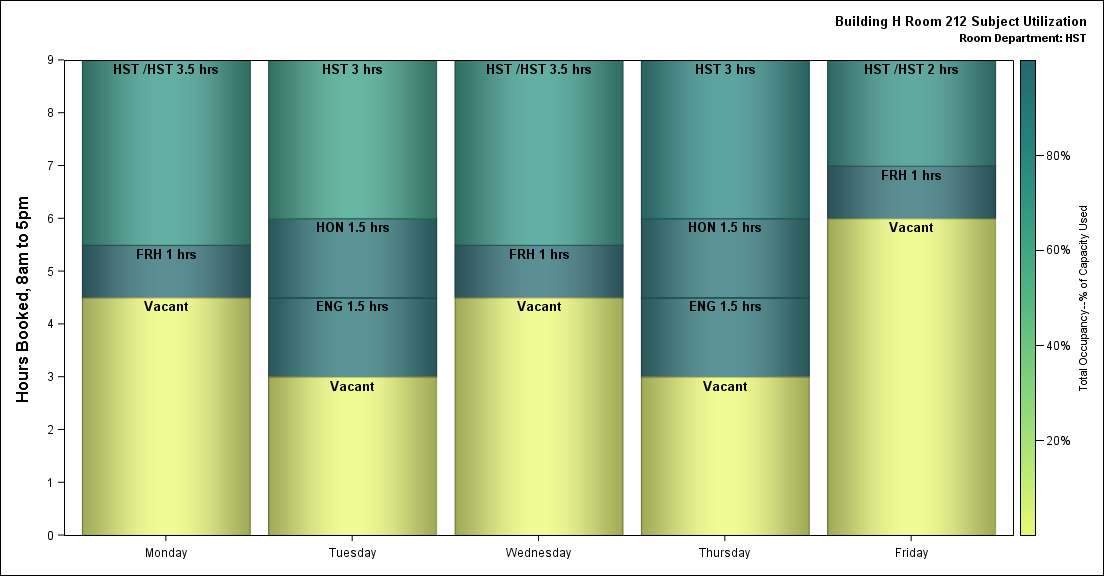 Building H Room 212 Subject Utilization
Room Department: HST
Hours Booked, 8am to 5pm
9
8
7
6
5
4
3
2
1
0
HST /HST 3.5 hrs
FRH 1 hrs
Vacant
HST 3 hrs
HON 1.5 hrs
ENG 1.5 hrs
Vacant
HST /HST 3.5 hrs
FRH 1 hrs
Vacant
HST 3 hrs
HON 1.5 hrs
ENG 1.5 hrs
Vacant
HST /HST 2 hrs
FRH 1 hrs
Vacant
Monday
Tuesday
Wednesday
Thursday
Friday
80%
60%
40%
20%
Total Occupancy--% of Capacity Used